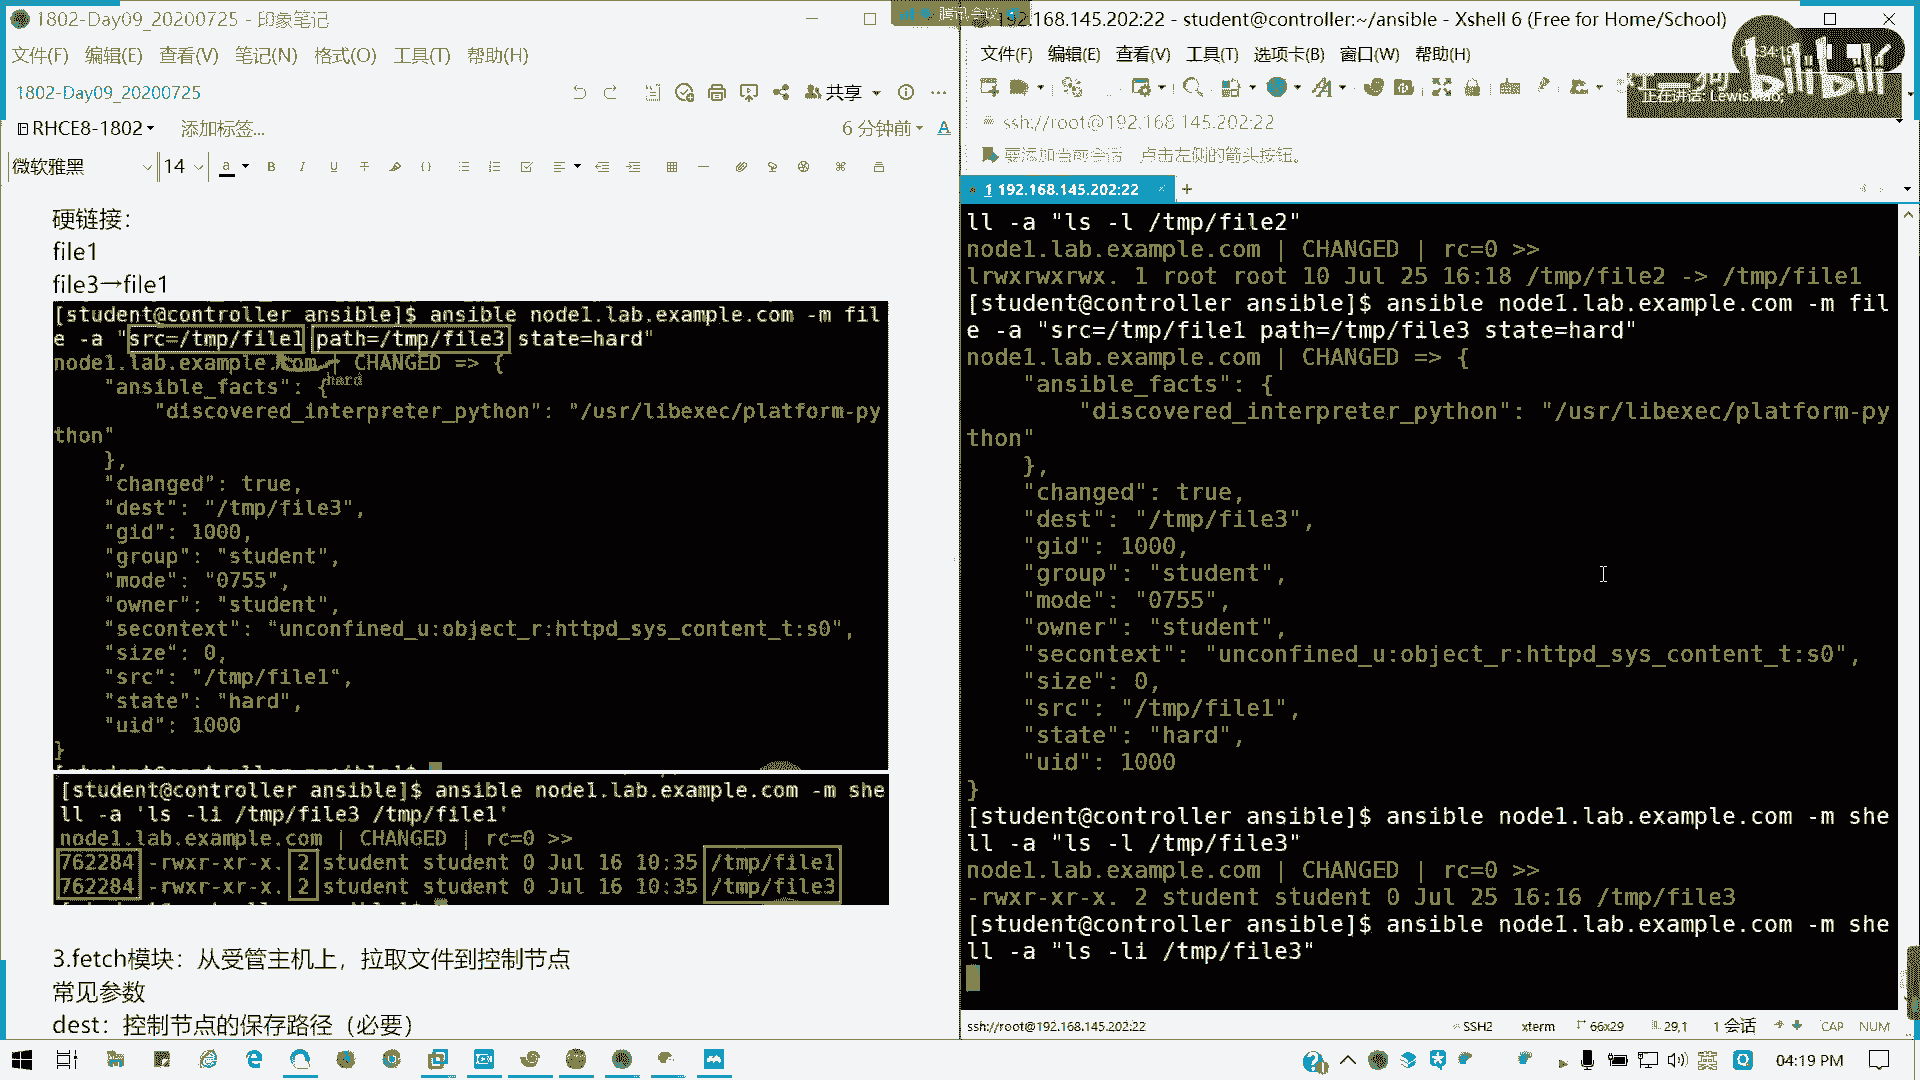 1802-Day09_20200725 - 印象笔记
文件(F) 编辑(E) 查看(V) 笔记(N) 格式(O) 工具(T) 帮助(H)
1802-Day09_20200725
共享
RHCE8-1802
添加标签...
6 分钟前
微软雅黑 14
硬链接：
file1
file3→file1
[student@controller ansible]$ ansible node1.lab.example.com -m fil
e -a "src=/tmp/file1 path=/tmp/file3 state=hard"
node1.lab.example.com | CHANGED => {
hard
"ansible_facts": {
"discovered_interpreter_python": "/usr/libexec/platform-py
thon"
},
"changed": true,
"dest": "/tmp/file3",
"gid": 1000,
"group": "student",
"mode": "0755",
"owner": "student",
"secontext": "unconfined_u:object_r:httpd_sys_content_t:s0",
"size": 0,
"src": "/tmp/file1",
"state": "hard",
"uid": 1000
}
[student@controller ansible]$ ansible node1.lab.example.com -m she
ll -a 'ls -li /tmp/file3 /tmp/file1'
node1.lab.example.com | CHANGED | rc=0 >>
762284 -rwxr-xr-x. 2 student student 0 Jul 16 10:35 /tmp/file1
762284 -rwxr-xr-x. 2 student student 0 Jul 16 10:35 /tmp/file3
3.fetch模块：从受管主机上，拉取文件到控制节点
常见参数
dest：控制节点的保存路径（必要）
腾讯会议
192.168.145.202:22 - student@controller:~/ansible - Xshell 6 (Free for Home/School)
文件(F) 编辑(E) 查看(V) 工具(T) 选项卡(B) 窗口(W) 帮助(H)
bilibili
正在讲话: LewisXiao;
ssh://root@192.168.145.202:22
要添加当前会话，点击左侧的箭头按钮。
1 192.168.145.202:22
ll -a "ls -l /tmp/file2"
node1.lab.example.com | CHANGED | rc=0 >>
lrwxrwxrwx. 1 root root 10 Jul 25 16:18 /tmp/file2 -> /tmp/file1
[student@controller ansible]$ ansible node1.lab.example.com -m fil
e -a "src=/tmp/file1 path=/tmp/file3 state=hard"
node1.lab.example.com | CHANGED => {
"ansible_facts": {
"discovered_interpreter_python": "/usr/libexec/platform-py
thon"
},
"changed": true,
"dest": "/tmp/file3",
"gid": 1000,
"group": "student",
"mode": "0755",
"owner": "student",
"secontext": "unconfined_u:object_r:httpd_sys_content_t:s0",
"size": 0,
"src": "/tmp/file1",
"state": "hard",
"uid": 1000
}
[student@controller ansible]$ ansible node1.lab.example.com -m she
ll -a "ls -l /tmp/file3"
node1.lab.example.com | CHANGED | rc=0 >>
-rwxr-xr-x. 2 student student 0 Jul 25 16:16 /tmp/file3
[student@controller ansible]$ ansible node1.lab.example.com -m she
ll -a "ls -li /tmp/file3"
ssh://root@192.168.145.202:22 SSH2 xterm 66x29 29,1 1 会话 CAP NUM
04:19 PM